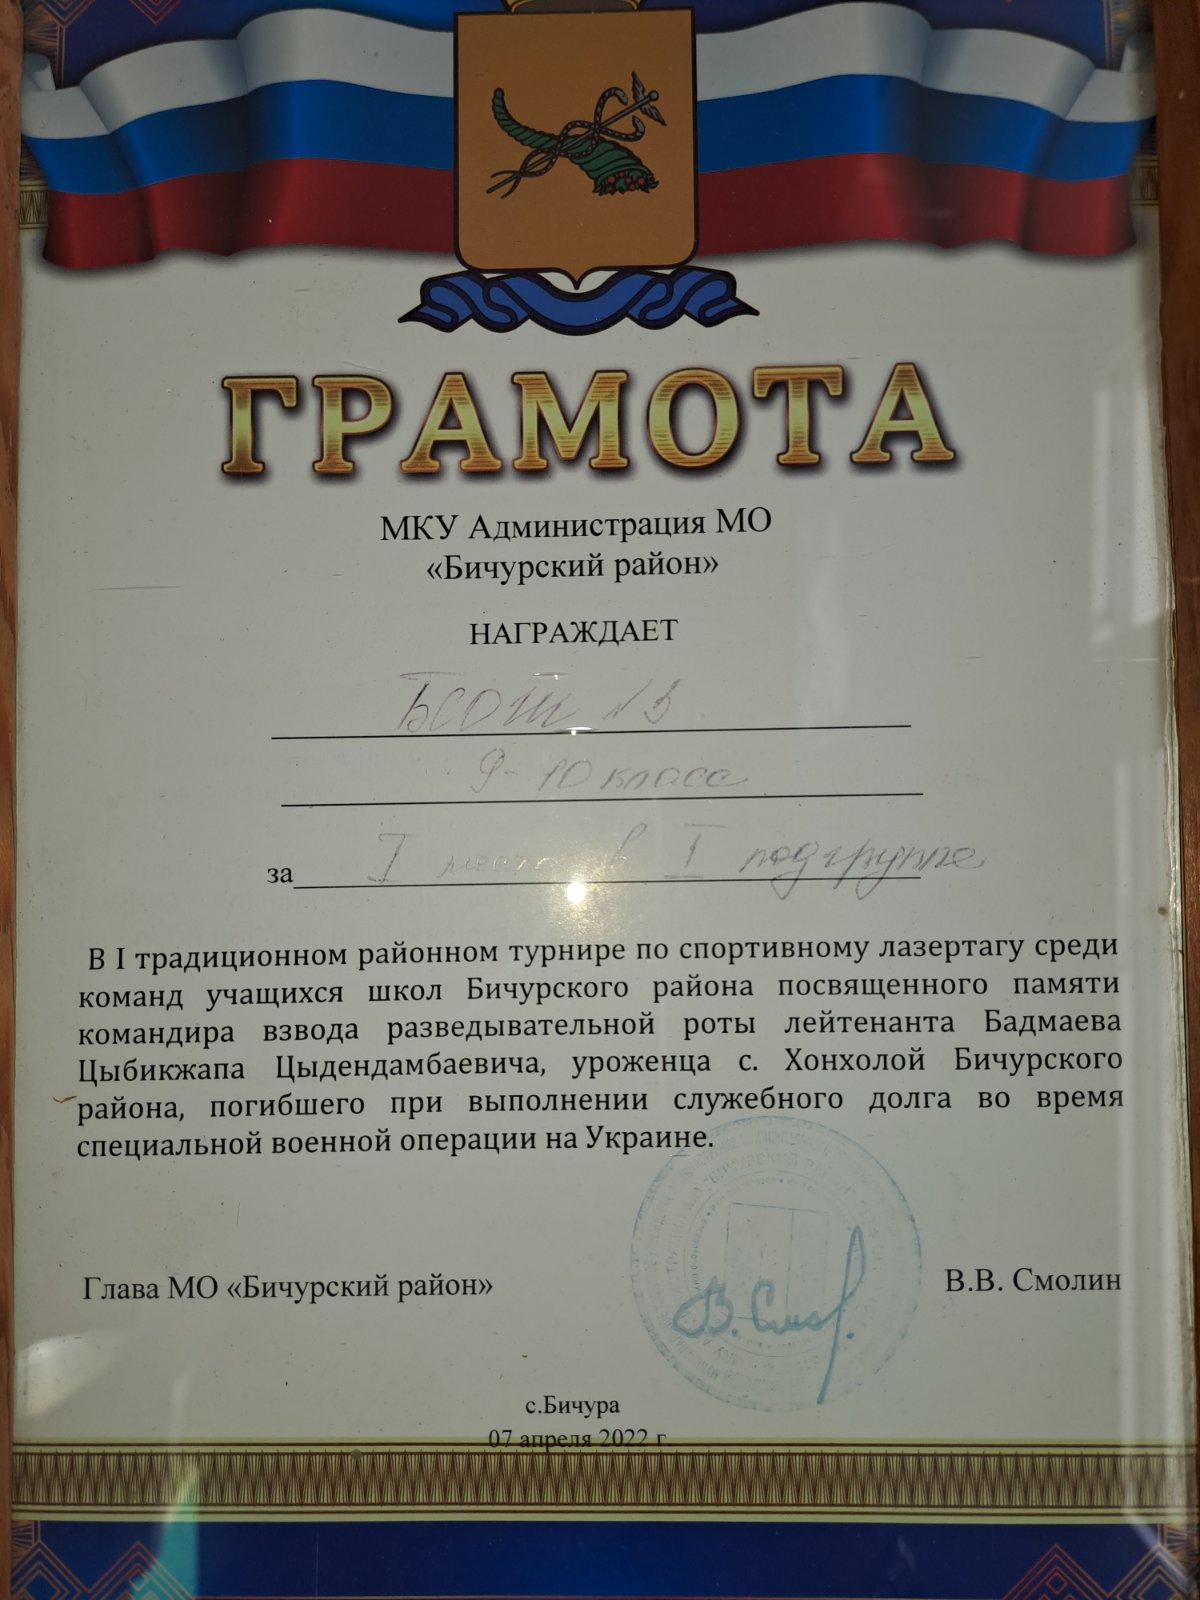 ГРАМОТА
МКУ Администрация МО
«Бичурский район»
НАГРАЖДАЕТ
БСОШ №3
9-10 класс
за I место в I подгруппе
В I традиционном районном турнире по спортивному лазертагу среди
команд учащихся школ Бичурского района посвященного памяти
командира взвода разведывательной роты лейтенанта Бадмаева
Цыбикжапа Цыдендамбаевича, уроженца с. Хонхолой Бичурского
района, погибшего при выполнении служебного долга во время
специальной военной операции на Украине.
Глава МО «Бичурский район» В.В. Смолин
с.Бичура
07 апреля 2022 г.